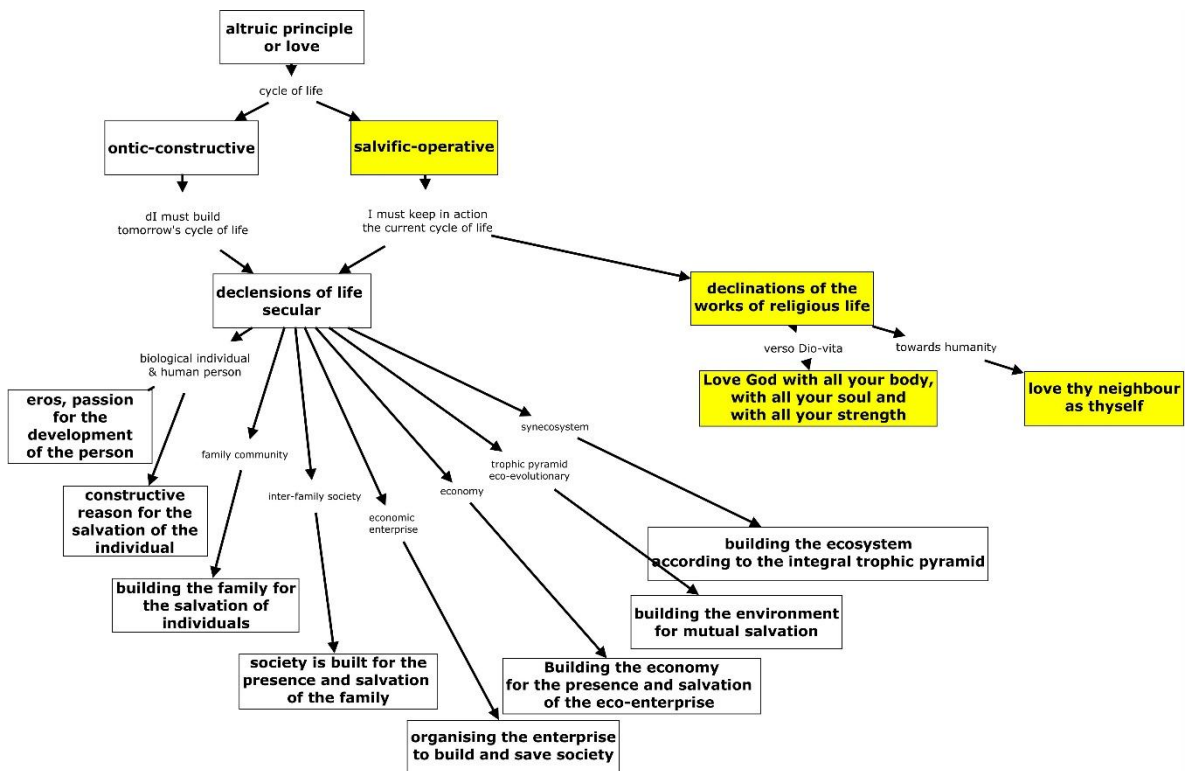 altruic principle
or love
cycle of life
ontic-constructive
salvific-operative
dI must build
tomorrow's cycle of life
I must keep in action
the current cycle of life
declensions of life
secular
declinations of the
works of religious life
verso Dio-vita
towards humanity
Love God with all your body,
with all your soul and
with all your strength
love thy neighbour
as thyself
biological individual
& human person
eros, passion
for the
development
of the person
constructive
reason for the
salvation of the
individual
family community
building the family for
the salvation of
individuals
inter-family society
society is built for the
presence and salvation
of the family
economic
enterprise
organising the enterprise
to build and save society
economy
Building the economy
for the presence and salvation
of the eco-enterprise
trophic pyramid
eco-evolutionary
building the environment
for mutual salvation
synecosystem
building the ecosystem
according to the integral trophic pyramid